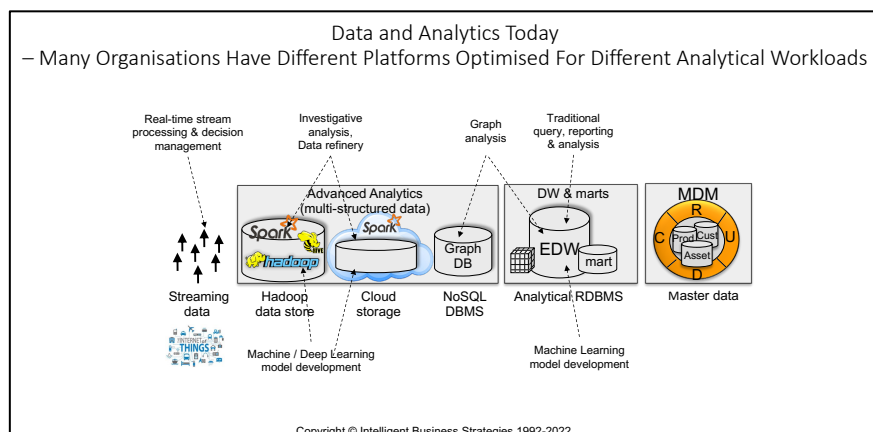 Data and Analytics Today
– Many Organisations Have Different Platforms Optimised For Different Analytical Workloads
Real-time stream
processing & decision
management
Investigative
analysis,
Data refinery
Graph
analysis
Traditional
query, reporting
& analysis
Advanced Analytics
(multi-structured data)
DW & marts
MDM
Spark
HIVE
hadoop
Spark
Graph
DB
EDW
mart
C
R
U
D
Prod
Cust
Asset
Streaming
data
Hadoop
data store
Cloud
storage
NoSQL
DBMS
Analytical RDBMS
Master data
INTERNET of
THINGS
Machine / Deep Learning
model development
Machine Learning
model development
Copyright © Intelligent Business Strategies 1992-2022